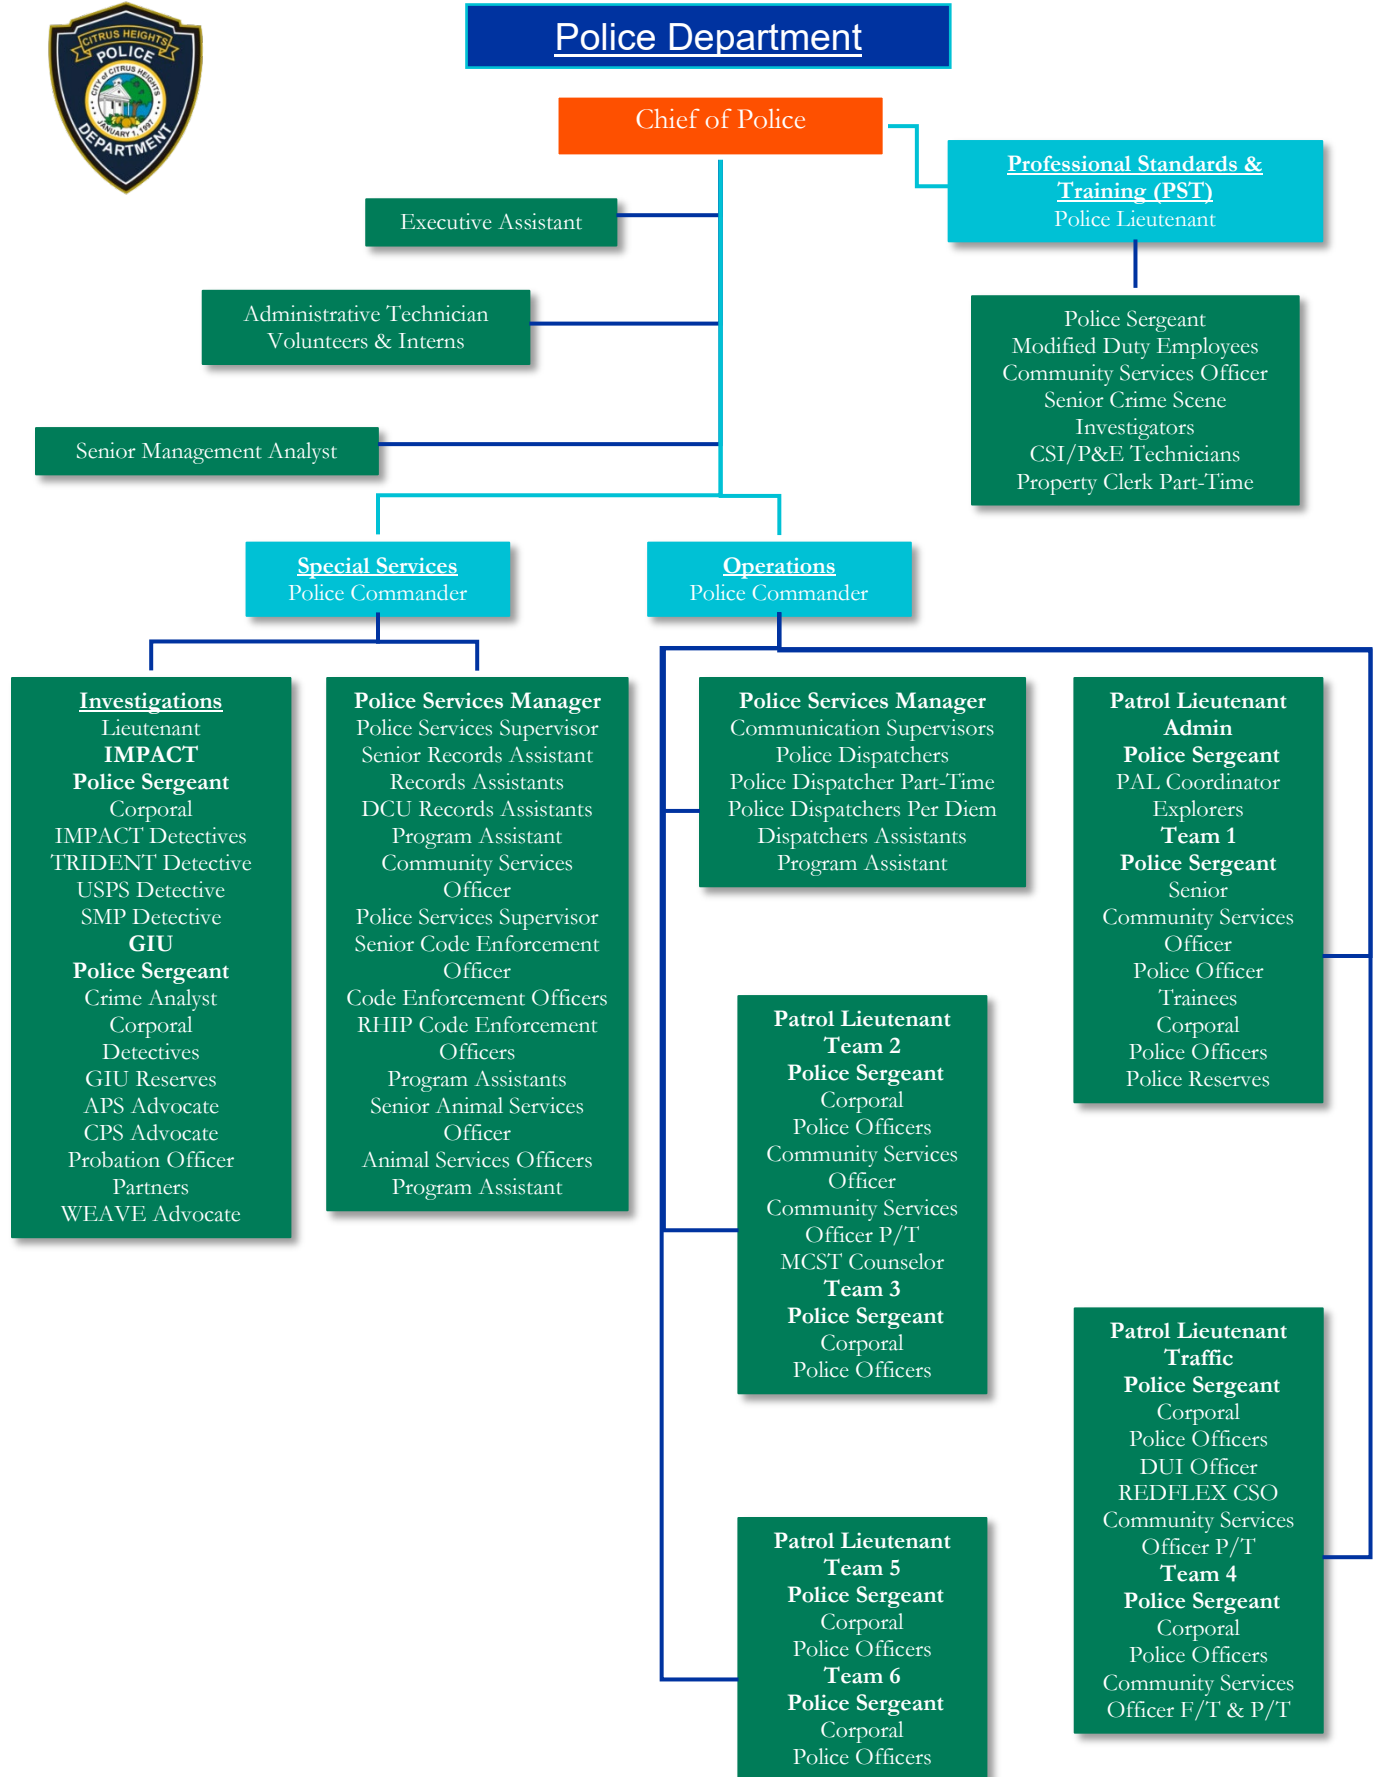 CITRUS HEIGHTS
POLICE
CITY of CITRUS HEIGHTS
JANUARY 1, 1997
DEPARTMENT
Police Department
Chief of Police
Professional Standards &
Training (PST)
Police Lieutenant
Executive Assistant
Administrative Technician
Volunteers & Interns
Police Sergeant
Modified Duty Employees
Community Services Officer
Senior Crime Scene
Investigators
CSI/P&E Technicians
Property Clerk Part-Time
Senior Management Analyst
Special Services
Police Commander
Operations
Police Commander
Investigations
Lieutenant
IMPACT
Police Sergeant
Corporal
IMPACT Detectives
TRIDENT Detective
USPS Detective
SMP Detective
GIU
Police Sergeant
Crime Analyst
Corporal
Detectives
GIU Reserves
APS Advocate
CPS Advocate
Probation Officer
Partners
WEAVE Advocate
Police Services Manager
Police Services Supervisor
Senior Records Assistant
Records Assistants
DCU Records Assistants
Program Assistant
Community Services
Officer
Police Services Supervisor
Senior Code Enforcement
Officer
Code Enforcement Officers
RHIP Code Enforcement
Officers
Program Assistants
Senior Animal Services
Officer
Animal Services Officers
Program Assistant
Police Services Manager
Communication Supervisors
Police Dispatchers
Police Dispatcher Part-Time
Police Dispatchers Per Diem
Dispatchers Assistants
Program Assistant
Patrol Lieutenant
Admin
Police Sergeant
PAL Coordinator
Explorers
Team 1
Police Sergeant
Senior
Community Services
Officer
Police Officer
Trainees
Corporal
Police Officers
Police Reserves
Patrol Lieutenant
Team 2
Police Sergeant
Corporal
Police Officers
Community Services
Officer
Community Services
Officer P/T
MCST Counselor
Team 3
Police Sergeant
Corporal
Police Officers
Patrol Lieutenant
Traffic
Police Sergeant
Corporal
Police Officers
DUI Officer
REDFLEX CSO
Community Services
Officer P/T
Team 4
Police Sergeant
Corporal
Police Officers
Community Services
Officer F/T & P/T
Patrol Lieutenant
Team 5
Police Sergeant
Corporal
Police Officers
Team 6
Police Sergeant
Corporal
Police Officers